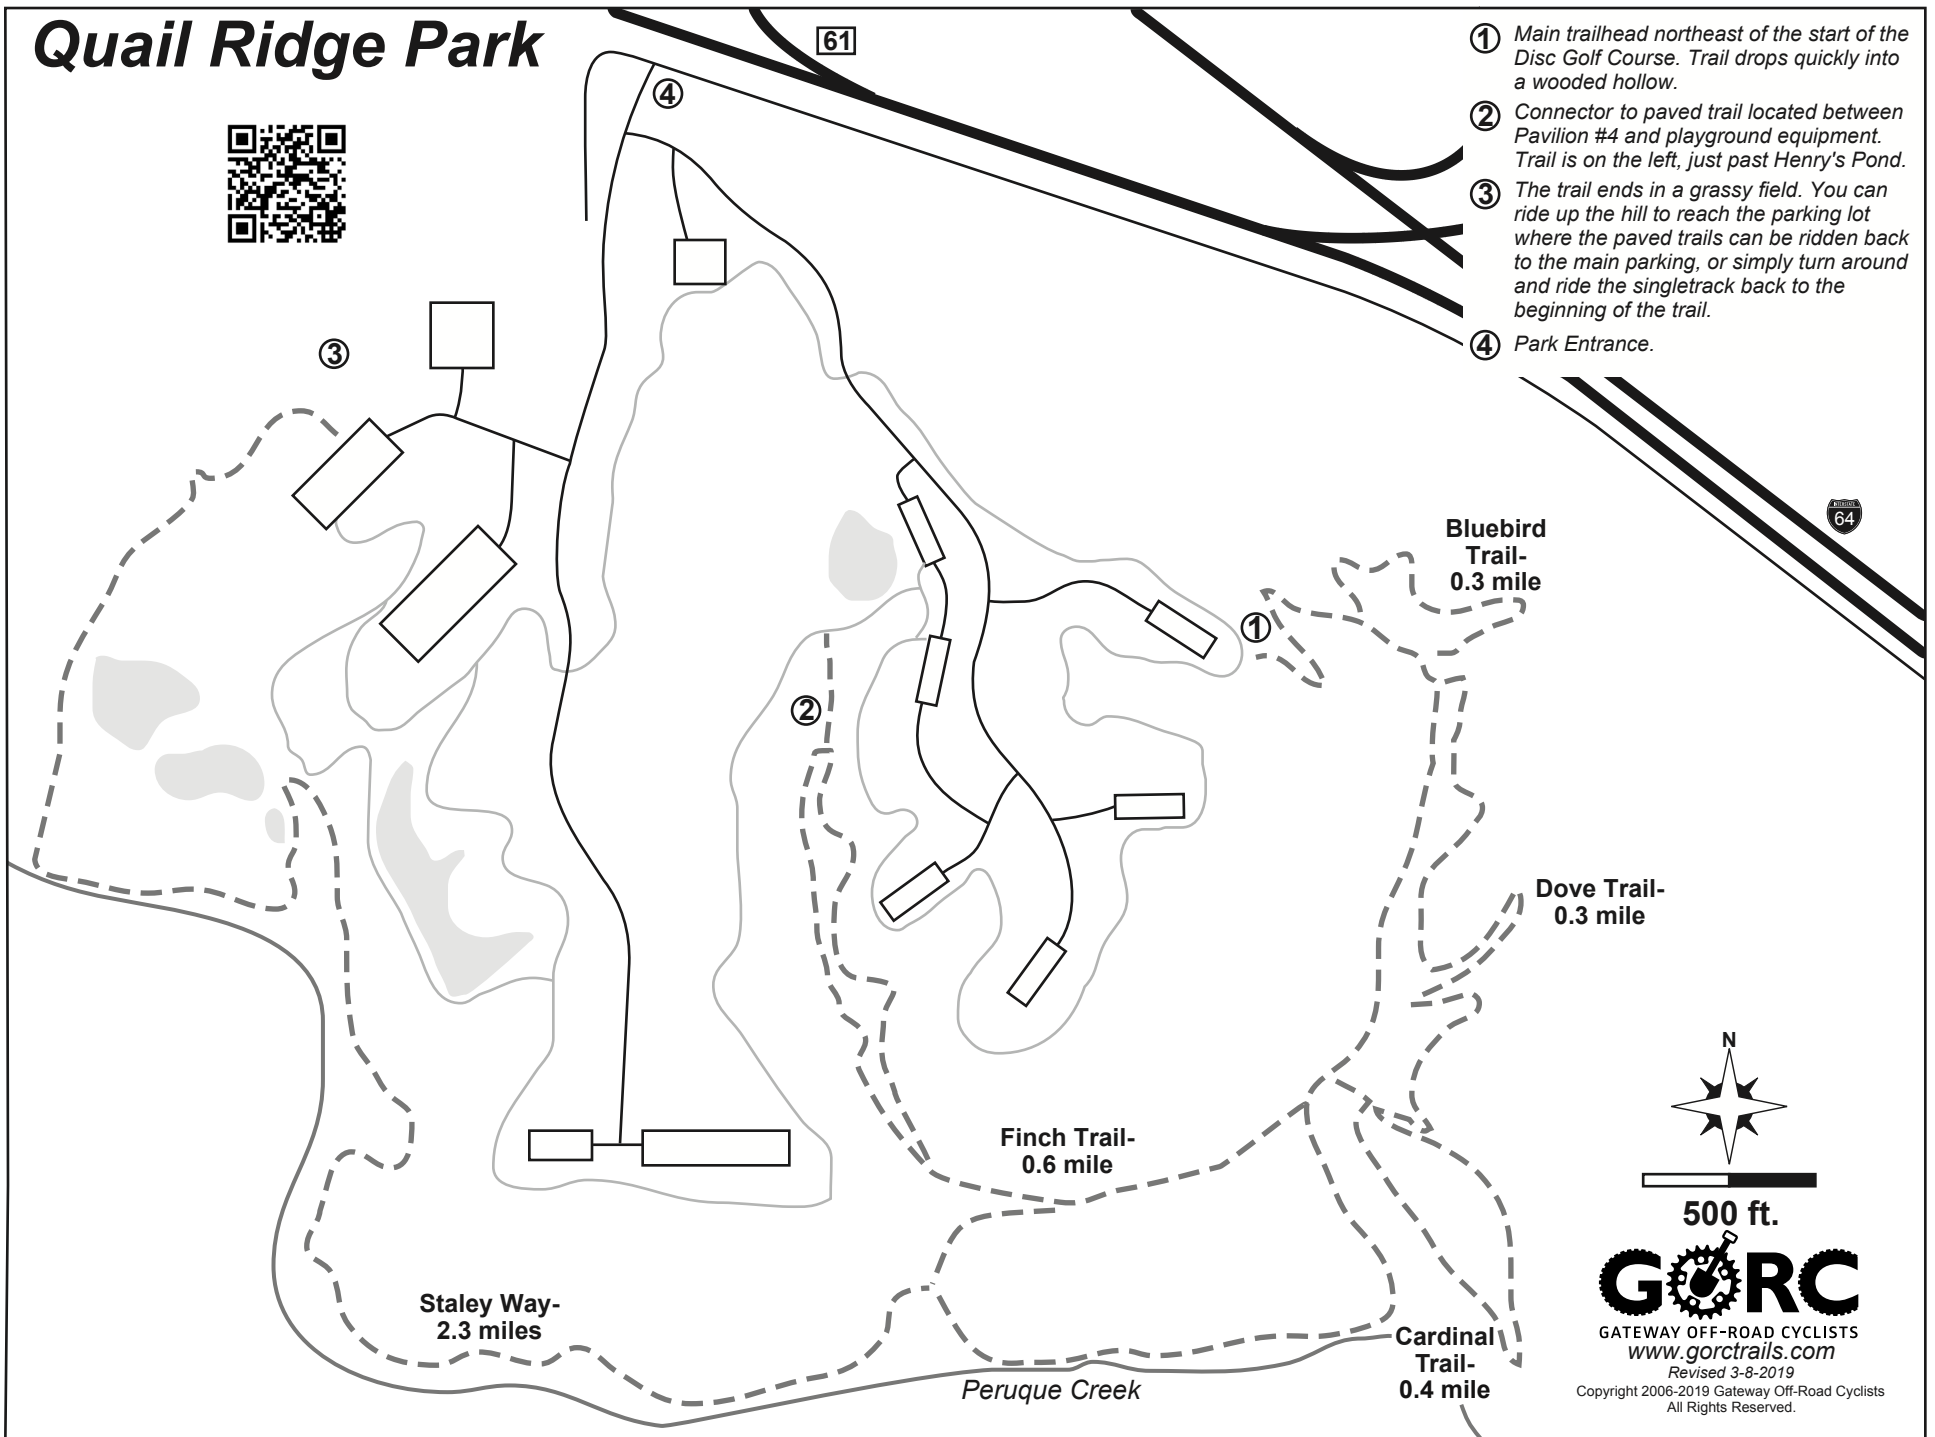 Quail Ridge Park
61
4
1
Main trailhead northeast of the start of the
Disc Golf Course. Trail drops quickly into
a wooded hollow.
2
Connector to paved trail located between
Pavilion #4 and playground equipment.
Trail is on the left, just past Henry's Pond.
3
The trail ends in a grassy field. You can
ride up the hill to reach the parking lot
where the paved trails can be ridden back
to the main parking, or simply turn around
and ride the singletrack back to the
beginning of the trail.
4
Park Entrance.
3
INTERSTATE
64
Bluebird
Trail-
0.3 mile
1
2
Dove Trail-
0.3 mile
Finch Trail-
0.6 mile
Staley Way-
2.3 miles
Cardinal
Trail-
0.4 mile
Peruque Creek
N
500 ft.
GORC
GATEWAY OFF-ROAD CYCLISTS
www.gorctrails.com
Revised 3-8-2019
Copyright 2006-2019 Gateway Off-Road Cyclists
All Rights Reserved.